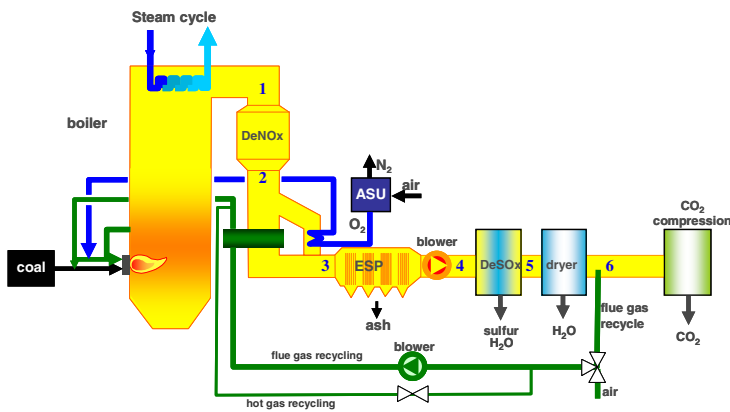 Steam cycle
1
boiler
DeNOx
2
N2
ASU
air
O2
CO2
compression
coal
blower
3
ESP
4
DeSOx
5
dryer
6
ash
sulfur
H2O
H2O
flue gas
recycle
CO2
blower
flue gas recycling
air
hot gas recycling